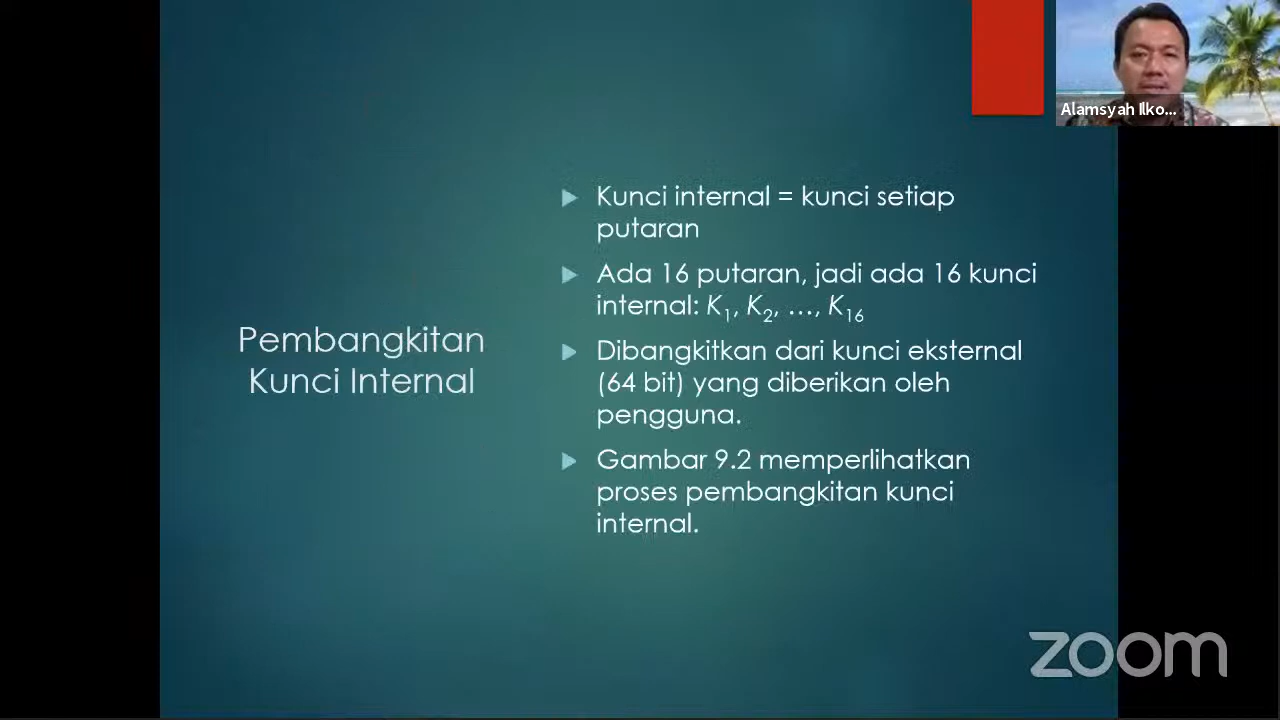 Alamsyah Ilko...
Pembangkitan
Kunci Internal
Kunci internal = kunci setiap
putaran
Ada 16 putaran, jadi ada 16 kunci
internal: K1, K2, …, K16
Dibangkitkan dari kunci eksternal
(64 bit) yang diberikan oleh
pengguna.
Gambar 9.2 memperlihatkan
proses pembangkitan kunci
internal.
zoom